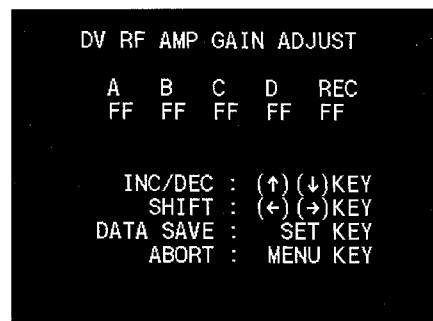 DV RF AMP GAIN ADJUST
A B C D REC
FF FF FF FF FF
INC/DEC : (↑)(↓)KEY
SHIFT : (←)(→)KEY
DATA SAVE : SET KEY
ABORT : MENU KEY